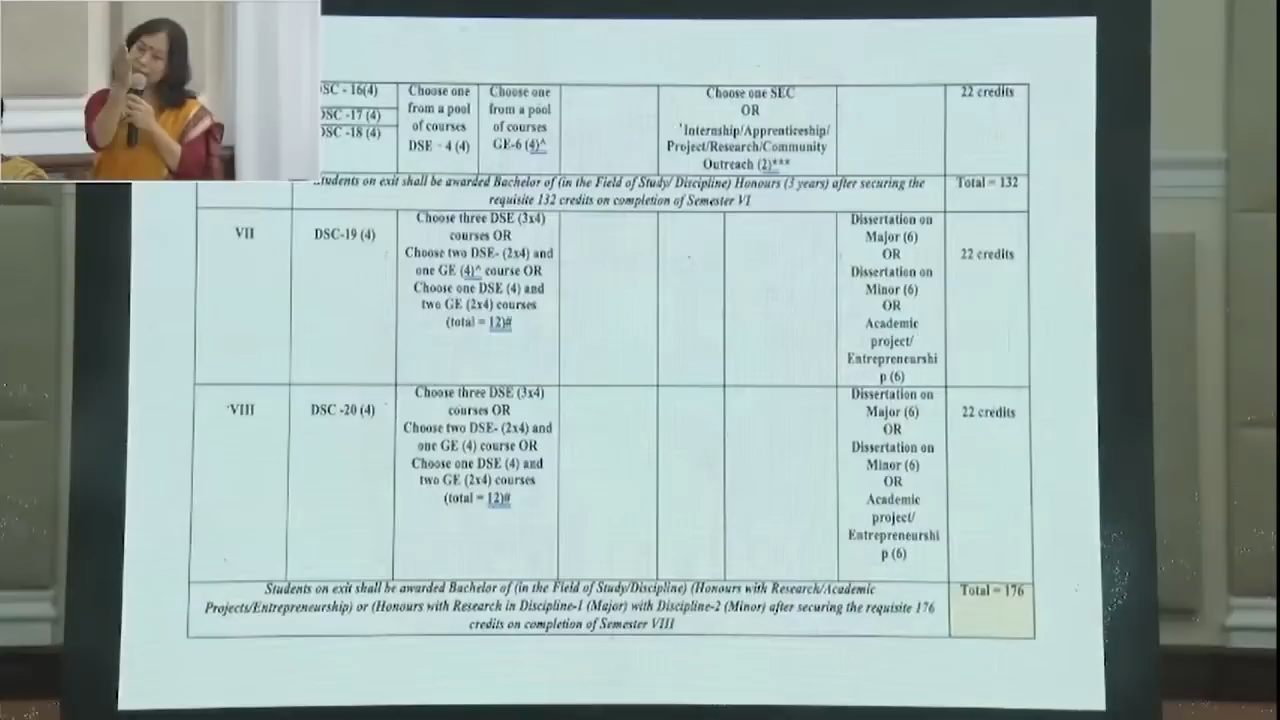 SC - 16(4)
DSC -17 (4)
DSC -18 (4)
Choose one
from a pool
of courses
DSE - 4 (4)
Choose one
from a pool
of courses
GE-6 (4)^
Choose one SEC
OR
'Internship/Apprenticeship/
Project/Research/Community
Outreach (2)***
22 credits
tudents on exit shall be awarded Bachelor of (in the Field of Study/ Discipline) Honours (3 years) after securing the
requisite 132 credits on completion of Semester VI
Total = 132
VII
DSC-19 (4)
Choose three DSE (3x4)
courses OR
Choose two DSE- (2x4) and
one GE (4)^ course OR
Choose one DSE (4) and
two GE (2x4) courses
(total = 12)#
Dissertation on
Major (6)
OR
Dissertation on
Minor (6)
OR
Academic
project/
Entrepreneurshi
p (6)
22 credits
VIII
DSC -20 (4)
Choose three DSE (3x4)
courses OR
Choose two DSE- (2x4) and
one GE (4) course OR
Choose one DSE (4) and
two GE (2x4) courses
(total = 12)#
Dissertation on
Major (6)
OR
Dissertation on
Minor (6)
OR
Academic
project/
Entrepreneurshi
p (6)
22 credits
Students on exit shall be awarded Bachelor of (in the Field of Study/Discipline) (Honours with Research/Academic
Projects/Entrepreneurship) or (Honours with Research in Discipline-1 (Major) with Discipline-2 (Minor) after securing the requisite 176
credits on completion of Semester VIII
Total = 176